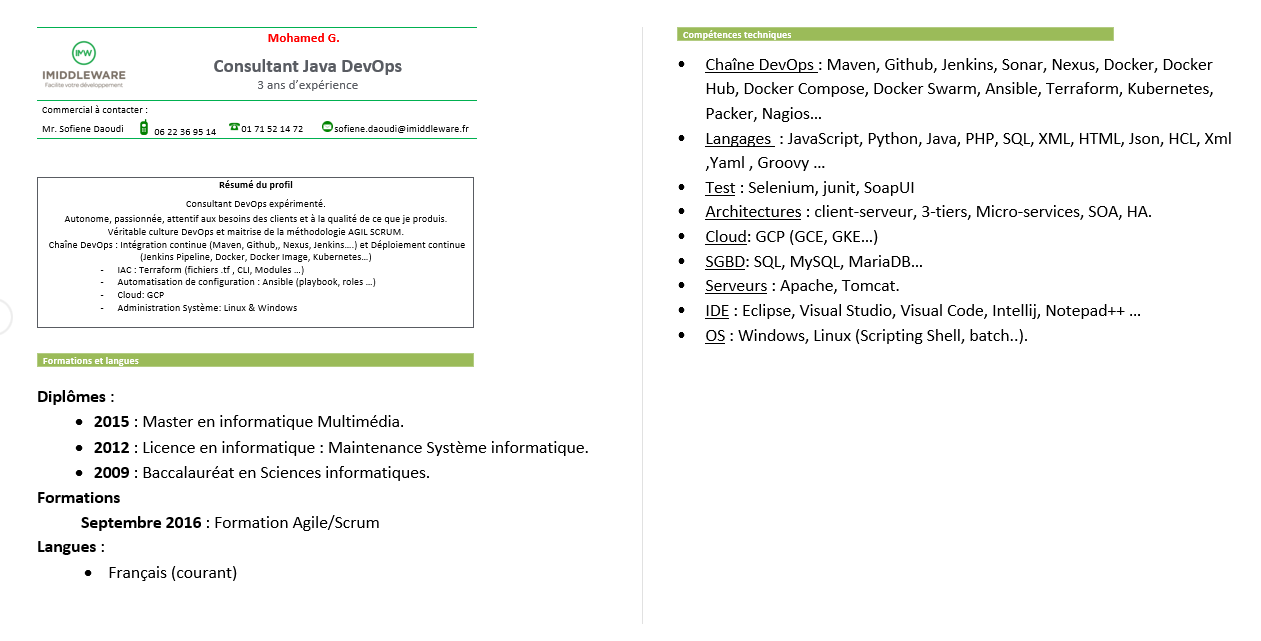 Mohamed G.
IMW
IMIDDLEWARE
Facilite votre développement
Consultant Java DevOps
3 ans d’expérience
Commercial à contacter :
Mr. Sofiene Daoudi 06 22 36 95 14 01 71 52 14 72 sofiene.daoudi@imiddleware.fr
Résumé du profil
Consultant DevOps expérimenté.
Autonome, passionnée, attentif aux besoins des clients et à la qualité de ce que je produis.
Véritable culture DevOps et maitrise de la méthodologie AGIL SCRUM.
Chaîne DevOps : Intégration continue (Maven, Github,, Nexus, Jenkins….) et Déploiement continue
(Jenkins Pipeline, Docker, Docker Image, Kubernetes…)
- IAC : Terraform (fichiers .tf , CLI, Modules …)
- Automatisation de configuration : Ansible (playbook, roles …)
- Cloud: GCP
- Administration Système: Linux & Windows
Formations et langues
Diplômes :
• 2015 : Master en informatique Multimédia.
• 2012 : Licence en informatique : Maintenance Système informatique.
• 2009 : Baccalauréat en Sciences informatiques.
Formations
Septembre 2016 : Formation Agile/Scrum
Langues :
• Français (courant)
Compétences techniques
• Chaîne DevOps : Maven, Github, Jenkins, Sonar, Nexus, Docker, Docker
Hub, Docker Compose, Docker Swarm, Ansible, Terraform, Kubernetes,
Packer, Nagios...
• Langages : JavaScript, Python, Java, PHP, SQL, XML, HTML, Json, HCL, Xml
,Yaml , Groovy ...
• Test : Selenium, junit, SoapUI
• Architectures : client-serveur, 3-tiers, Micro-services, SOA, HA.
• Cloud: GCP (GCE, GKE...)
• SGBD: SQL, MySQL, MariaDB...
• Serveurs : Apache, Tomcat.
• IDE : Eclipse, Visual Studio, Visual Code, Intellij, Notepad++ ...
• OS : Windows, Linux (Scripting Shell, batch..).